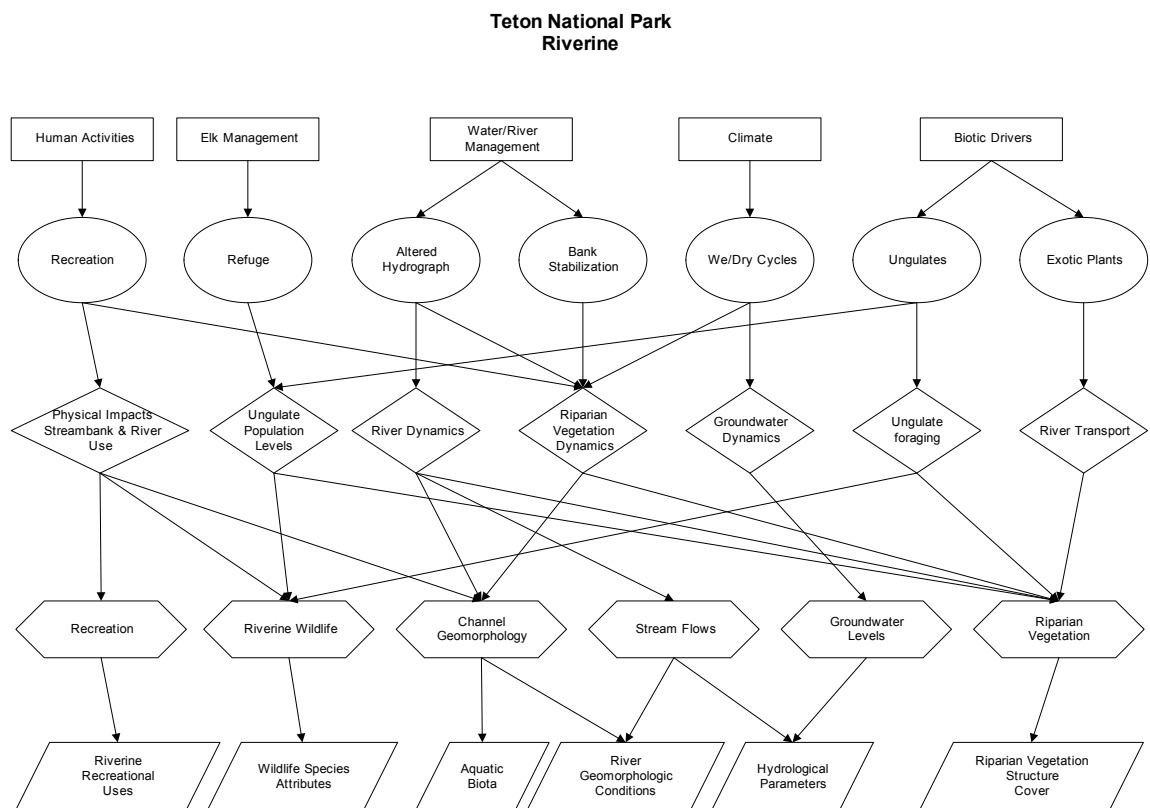 Teton National Park
Riverine
Human Activities
Elk Management
Water/River
Management
Climate
Biotic Drivers
Recreation
Refuge
Altered
Hydrograph
Bank
Stabilization
We/Dry Cycles
Ungulates
Exotic Plants
Physical Impacts
Streambank & River
Use
Ungulate
Population
Levels
River Dynamics
Riparian
Vegetation
Dynamics
Groundwater
Dynamics
Ungulate
foraging
River Transport
Recreation
Riverine Wildlife
Channel
Geomorphology
Stream Flows
Groundwater
Levels
Riparian
Vegetation
Riverine
Recreational
Uses
Wildlife Species
Attributes
Aquatic
Biota
River
Geomorphologic
Conditions
Hydrological
Parameters
Riparian Vegetation
Structure
Cover